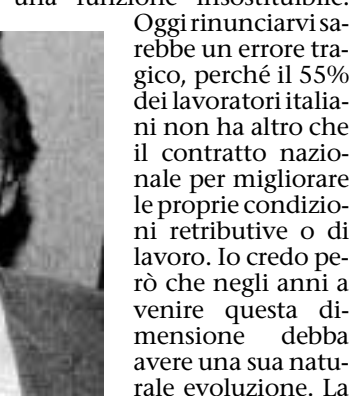 una funzione insostituibile.
Oggi rinunciarvi sa-
rebbe un errore tra-
gico, perché il 55%
dei lavoratori italia-
ni non ha altro che
il contratto nazio-
nale per migliorare
le proprie condizio-
ni retributive o di
lavoro. Io credo pe-
rò che negli anni a
venire questa di-
mensione debba
avere una sua natu-
rale evoluzione. La